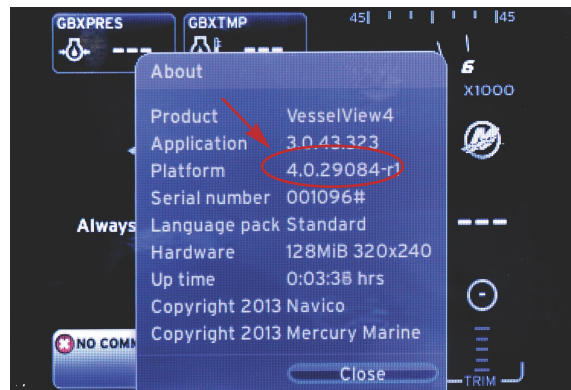 GBXPRES GBXTMP 45 45
--- ---
About
6
X1000
Product VesselView4
Application 3.0.43.323
Platform 4.0.29084-r1
Serial number 001096#
Always Language pack Standard ---
Hardware 128MiB 320x240
Up time 0:03:38 hrs
Copyright 2013 Navico
Copyright 2013 Mercury Marine
NO COMM
Close
TRIM